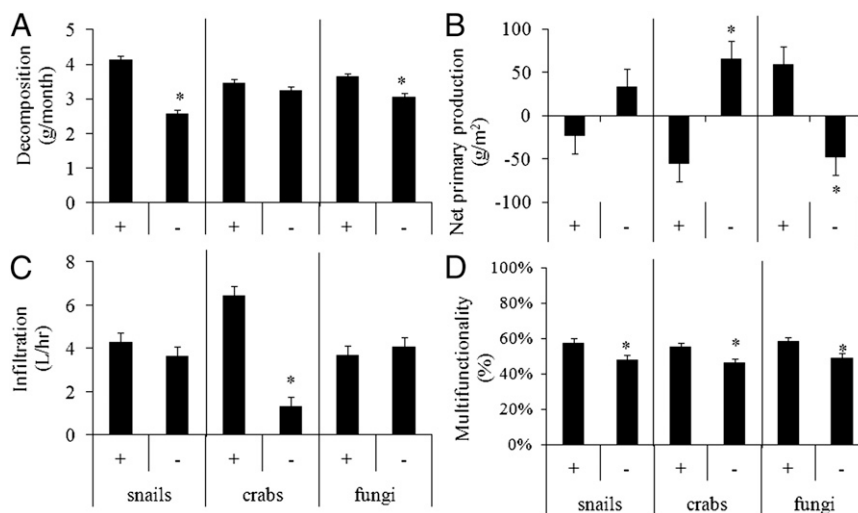 A
Decomposition
(g/month)
5
4
3
2
1
0
*
*
+ - + - + -
B
Net primary production
(g/m²)
100
50
0
-50
-100
*
*
+ - + - + -
C
Infiltration
(L/hr)
8
6
4
2
0
*
+ - + - + -
snails crabs fungi
D
Multifunctionality
(%)
100%
80%
60%
40%
20%
0%
* * *
+ - + - + -
snails crabs fungi